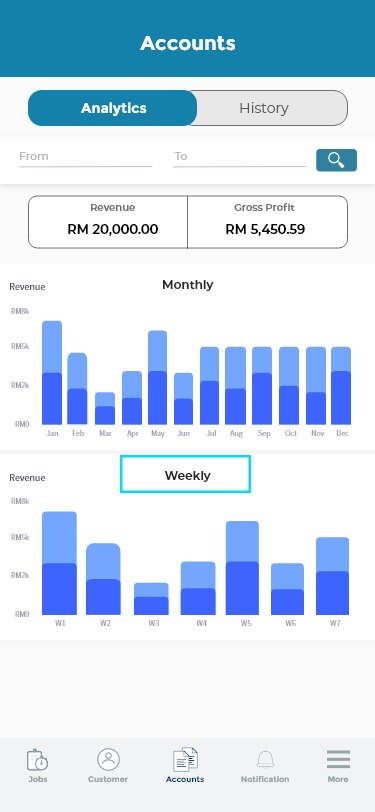 Accounts
Analytics
History
From
To
Revenue
Gross Profit
RM 20,000.00
RM 5,450.59
Revenue
Monthly
RM8k
RM5k
RM2k
RM0
Jan Feb Mar Apr May Jun Jul Aug Sep Oct Nov Dec
Revenue
Weekly
RM8k
RM5k
RM2k
RM0
W1 W2 W3 W4 W5 W6 W7
Jobs Customer Accounts Notification More